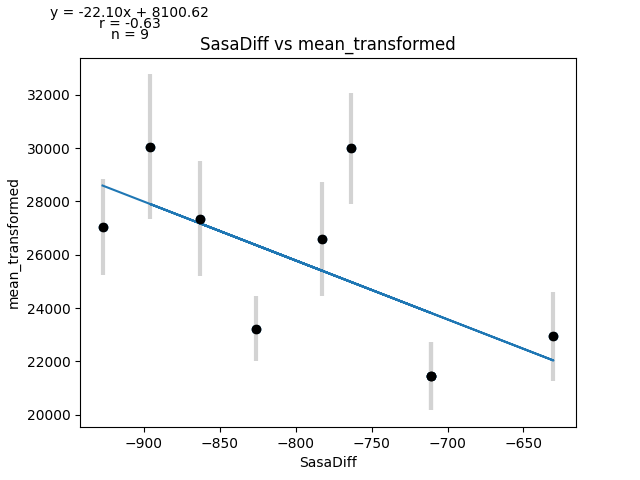 y = -22.10x + 8100.62
r = -0.63
n = 9
SasaDiff vs mean_transformed
32000
30000
28000
26000
24000
22000
20000
mean_transformed
−900
−850
−800
−750
−700
−650
SasaDiff